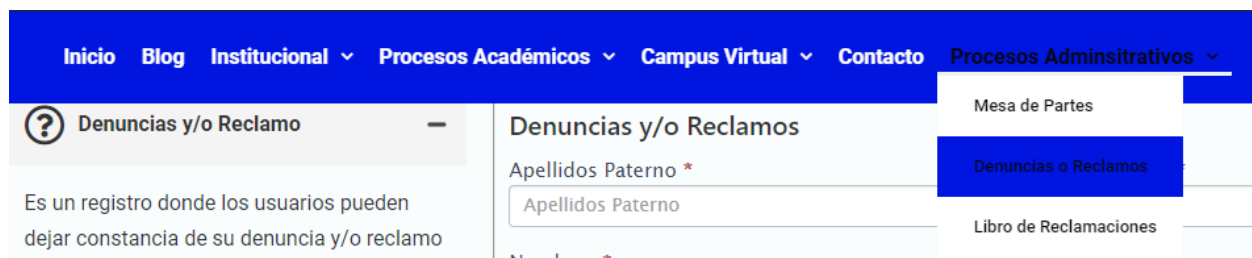 Inicio Blog Institucional Procesos Académicos Campus Virtual Contacto Procesos Adminsitrativos
Mesa de Partes
Denuncias o Reclamos
Libro de Reclamaciones
Denuncias y/o Reclamo
Es un registro donde los usuarios pueden
dejar constancia de su denuncia y/o reclamo
Denuncias y/o Reclamos
Apellidos Paterno *
Apellidos Paterno